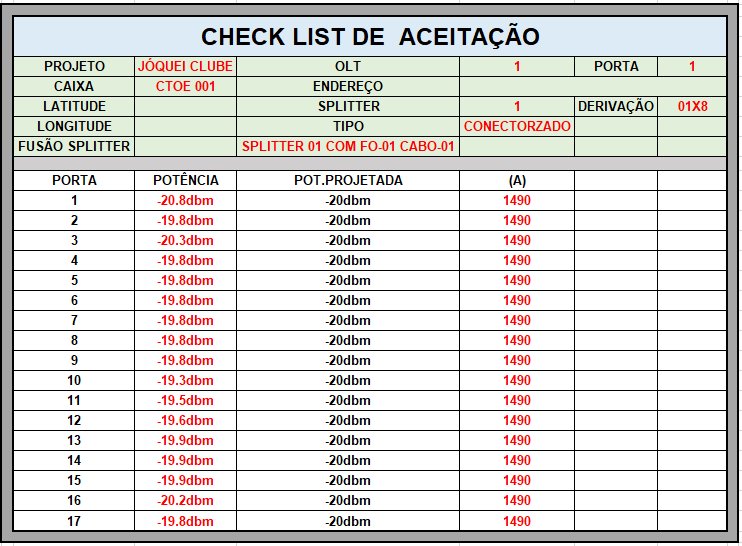 CHECK LIST DE  ACEITAÇÃO
PROJETO JÓQUEI CLUBE OLT 1 PORTA 1
CAIXA CTOE 001 ENDEREÇO
LATITUDE SPLITTER 1 DERIVAÇÃO 01X8
LONGITUDE TIPO CONECTORZADO
FUSÃO SPLITTER SPLITTER 01 COM FO-01 CABO-01
PORTA POTÊNCIA POT.PROJETADA (A)
1 -20.8dbm -20dbm 1490
2 -19.8dbm -20dbm 1490
3 -20.3dbm -20dbm 1490
4 -19.8dbm -20dbm 1490
5 -19.8dbm -20dbm 1490
6 -19.8dbm -20dbm 1490
7 -19.8dbm -20dbm 1490
8 -19.8dbm -20dbm 1490
9 -19.8dbm -20dbm 1490
10 -19.3dbm -20dbm 1490
11 -19.5dbm -20dbm 1490
12 -19.6dbm -20dbm 1490
13 -19.9dbm -20dbm 1490
14 -19.9dbm -20dbm 1490
15 -19.9dbm -20dbm 1490
16 -20.2dbm -20dbm 1490
17 -19.8dbm -20dbm 1490